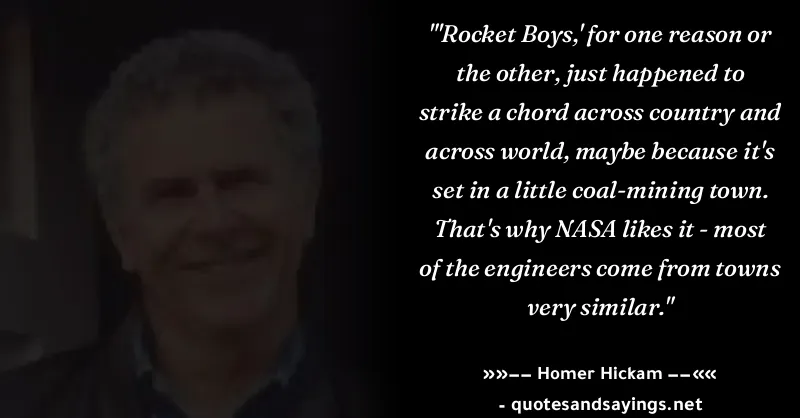 "'Rocket Boys,' for one reason or
the other, just happened to
strike a chord across country and
across world, maybe because it's
set in a little coal-mining town.
That's why NASA likes it - most
of the engineers come from towns
very similar."
»»–– Homer Hickam ––««
- quotesandsayings.net